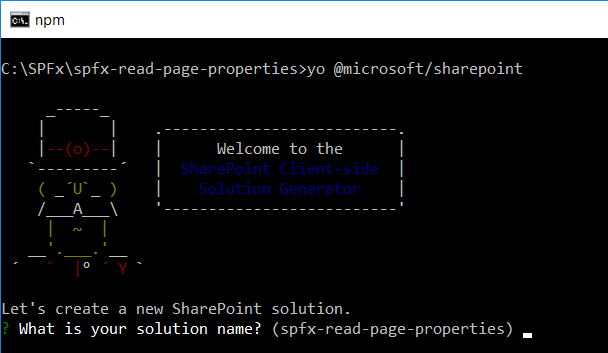 npm
C:\SPFx\spfx-read-page-properties>yo @microsoft/sharepoint
Welcome to the
SharePoint Client-side
Solution Generator
Let's create a new SharePoint solution.
? What is your solution name? (spfx-read-page-properties)